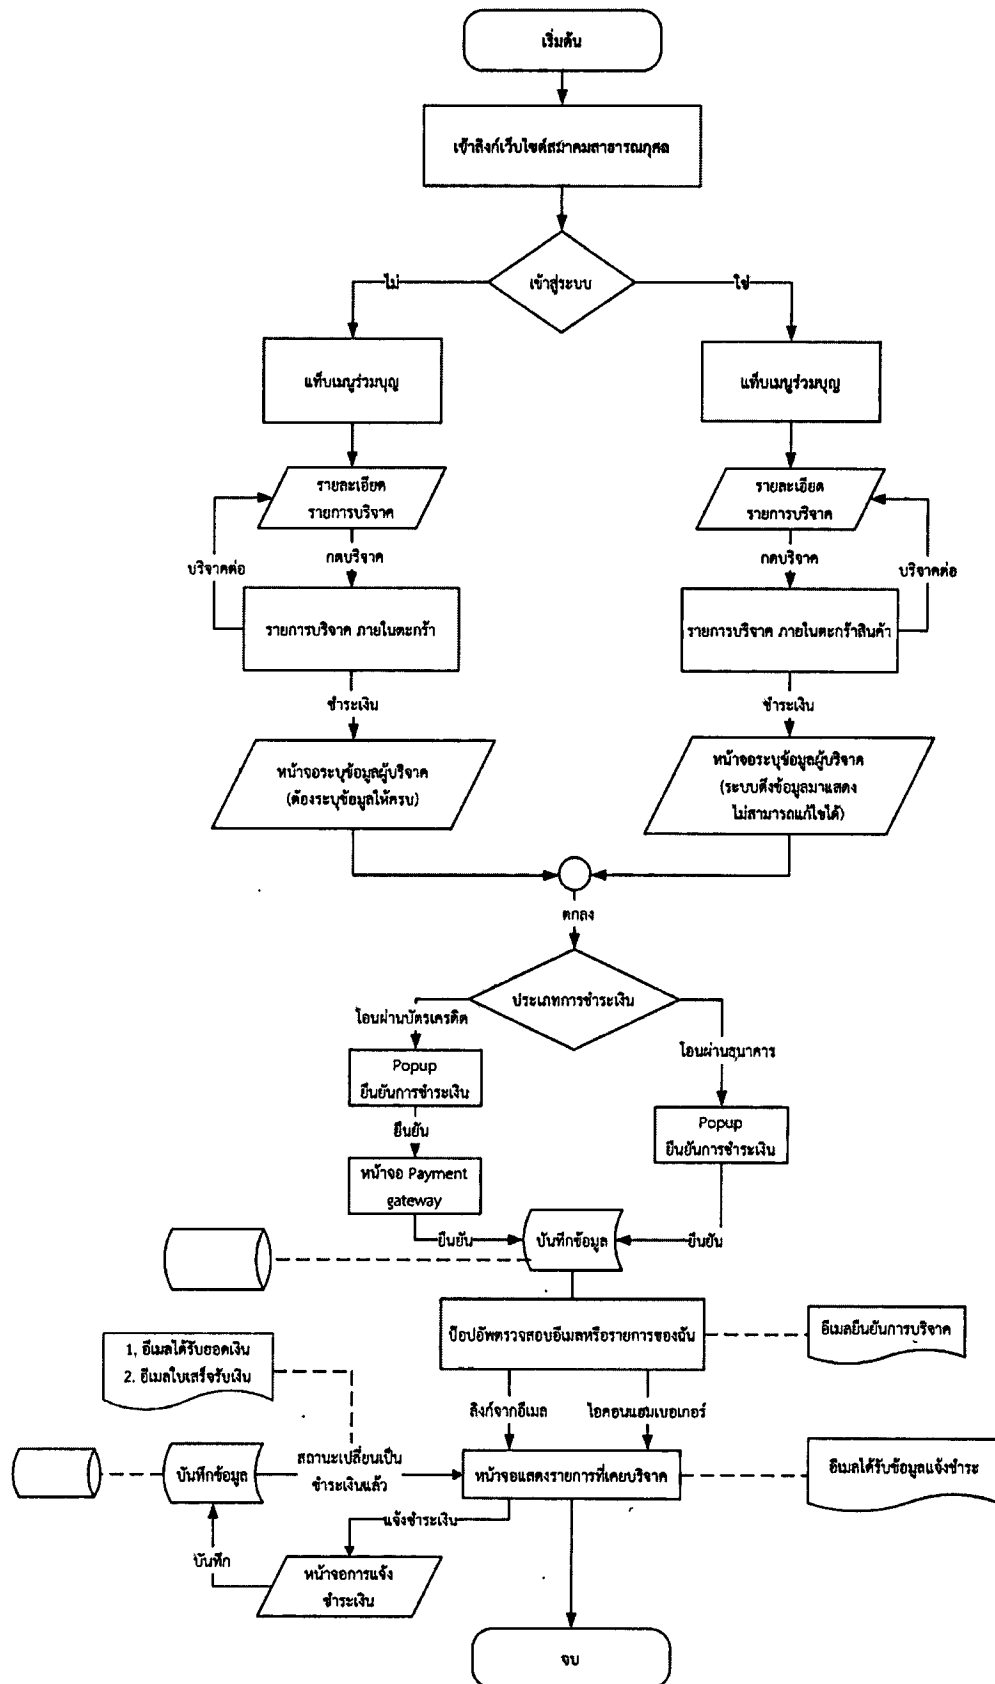 เริ่มต้น
เข้าลิงก์เว็บไซต์สมาคมสาธารณกุศล
เข้าสู่ระบบ
ไม่
ใช่
แท็บเมนูร่วมบุญ
แท็บเมนูร่วมบุญ
รายละเอียด
รายการบริจาค
รายละเอียด
รายการบริจาค
กดบริจาค
กดบริจาค
บริจาคต่อ
บริจาคต่อ
รายการบริจาค ภายในตะกร้า
รายการบริจาค ภายในตะกร้าสินค้า
ชำระเงิน
ชำระเงิน
หน้าจอระบุข้อมูลผู้บริจาค
(ต้องระบุข้อมูลให้ครบ)
หน้าจอระบุข้อมูลผู้บริจาค
(ระบบดึงข้อมูลมาแสดง
ไม่สามารถแก้ไขได้)
ตกลง
ประเภทการชำระเงิน
โอนผ่านบัตรเครดิต
โอนผ่านธนาคาร
Popup
ยืนยันการชำระเงิน
Popup
ยืนยันการชำระเงิน
ยืนยัน
หน้าจอ Payment
gateway
ยืนยัน
บันทึกข้อมูล
ยืนยัน
ป๊อปอัพตรวจสอบอีเมลหรือรายการของฉัน
อีเมลยืนยันการบริจาค
1. อีเมลได้รับยอดเงิน
2. อีเมลใบเสร็จรับเงิน
ลิงก์จากอีเมล
ไอคอนแฮมเบอเกอร์
บันทึกข้อมูล
สถานะเปลี่ยนเป็น
ชำระเงินแล้ว
หน้าจอแสดงรายการที่เคยบริจาค
อีเมลได้รับข้อมูลแจ้งชำระ
แจ้งชำระเงิน
บันทึก
หน้าจอการแจ้ง
ชำระเงิน
จบ